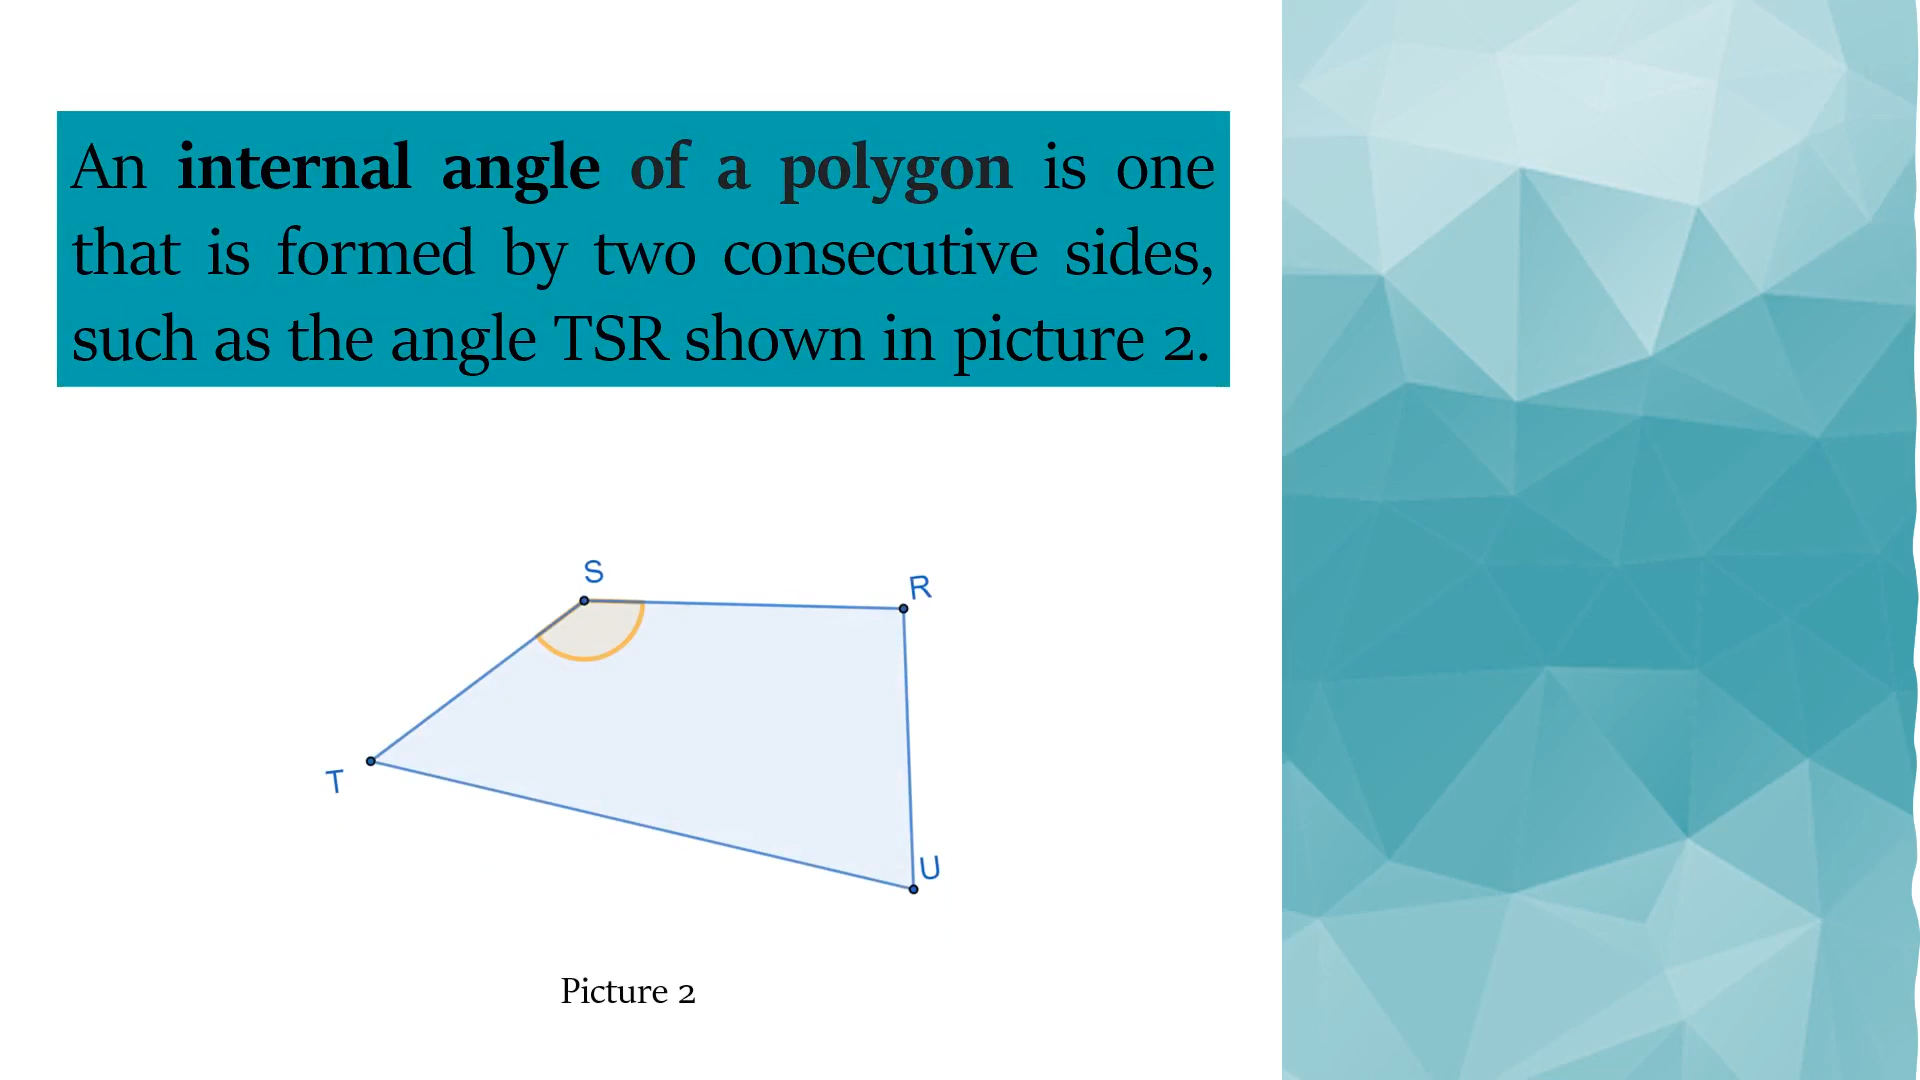 An internal angle of a polygon is one
that is formed by two consecutive sides,
such as the angle TSR shown in picture 2.
S
R
T
U
Picture 2